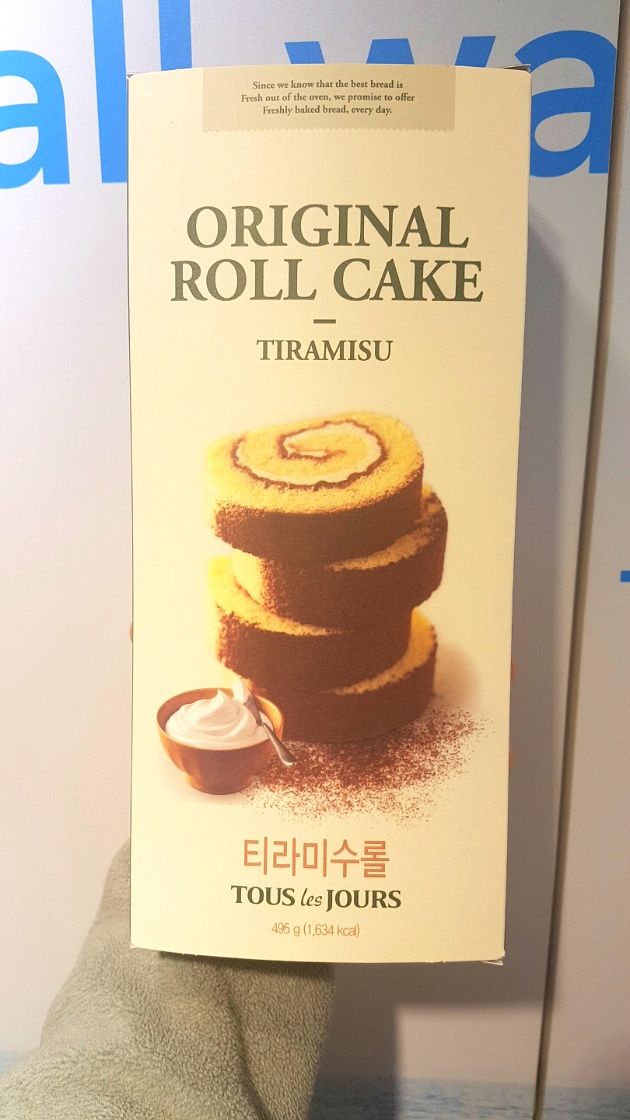 all wa
Since we know that the best bread is
Fresh out of the oven, we promise to offer
Freshly baked bread, every day.
ORIGINAL
ROLL CAKE
TIRAMISU
티라미수롤
TOUS les JOURS
495 g (1,634 kcal)